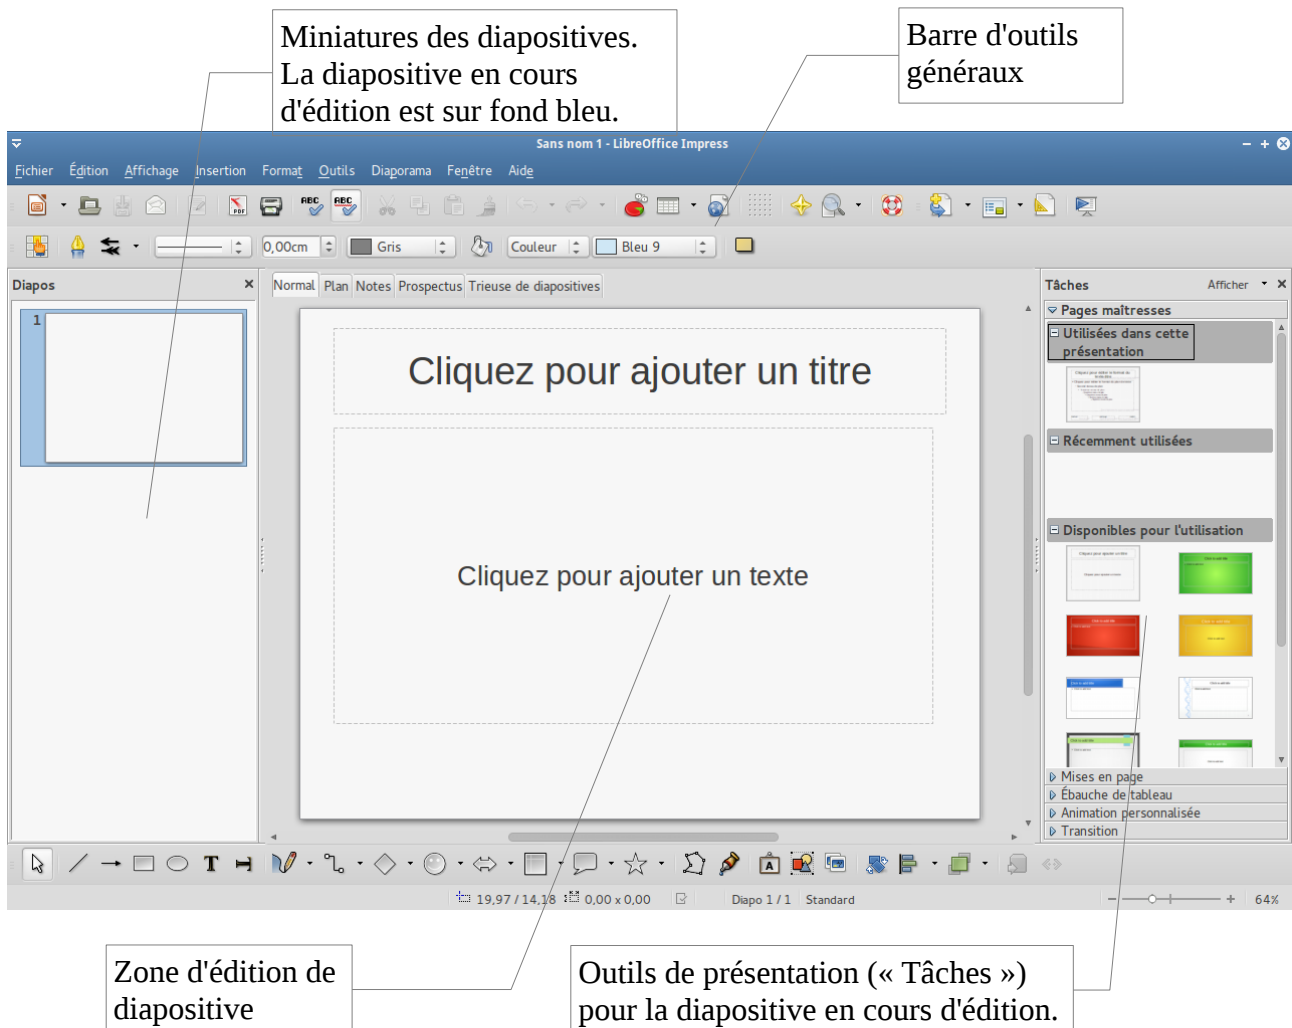 Miniatures des diapositives.
La diapositive en cours
d'édition est sur fond bleu.
Barre d'outils
généraux
Sans nom 1 - LibreOffice Impress
Fichier Édition Affichage Insertion Format Outils Diaporama Fenêtre Aide
PDF ABC ABC
0,00cm Gris Couleur Bleu 9
Diapos
Normal Plan Notes Prospectus Trieuse de diapositives
Tâches Afficher
1
Pages maîtresses
Utilisées dans cette
présentation
Cliquez pour ajouter un titre
Récemment utilisées
Disponibles pour l'utilisation
Cliquez pour ajouter un texte
Mises en page
Ébauche de tableau
Animation personnalisée
Transition
T T A
19,97 / 14,18 0,00 x 0,00 Diapo 1 / 1 Standard 64%
Zone d'édition de
diapositive
Outils de présentation (« Tâches »)
pour la diapositive en cours d'édition.